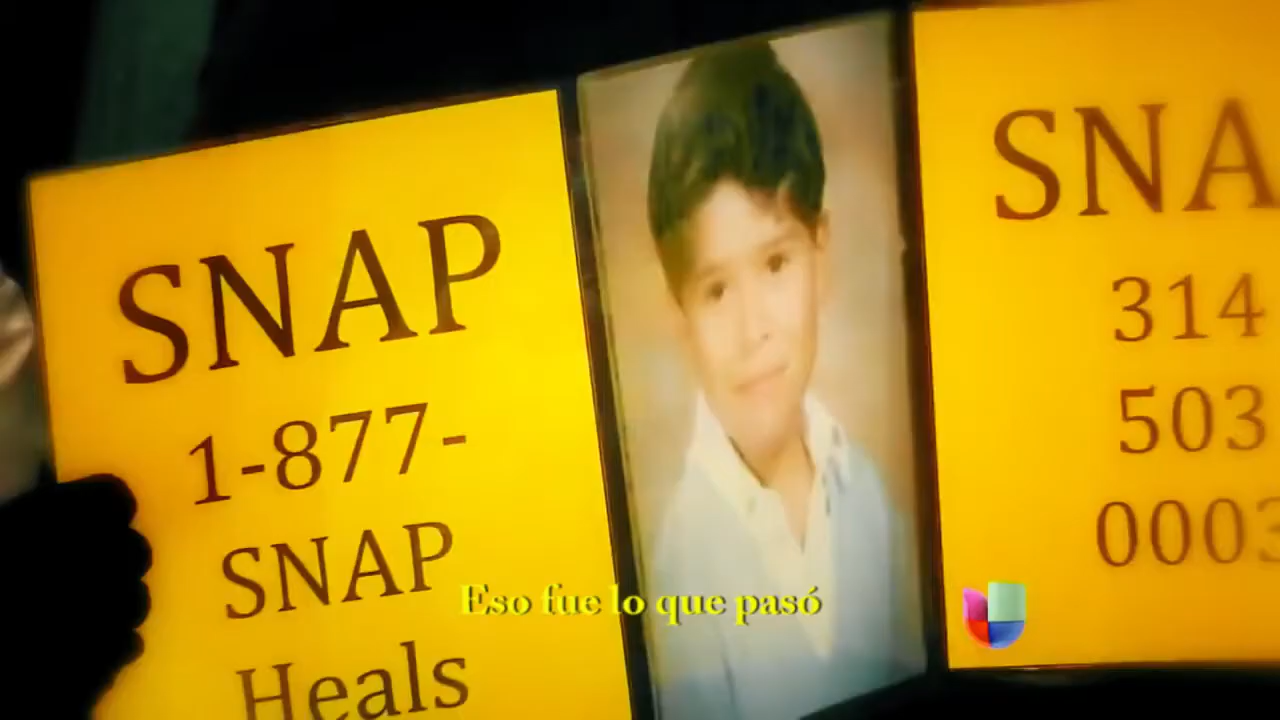 SNAP
1-877-
SNAP
Heals
SNA
314
503
0003
Eso fue lo que pasó